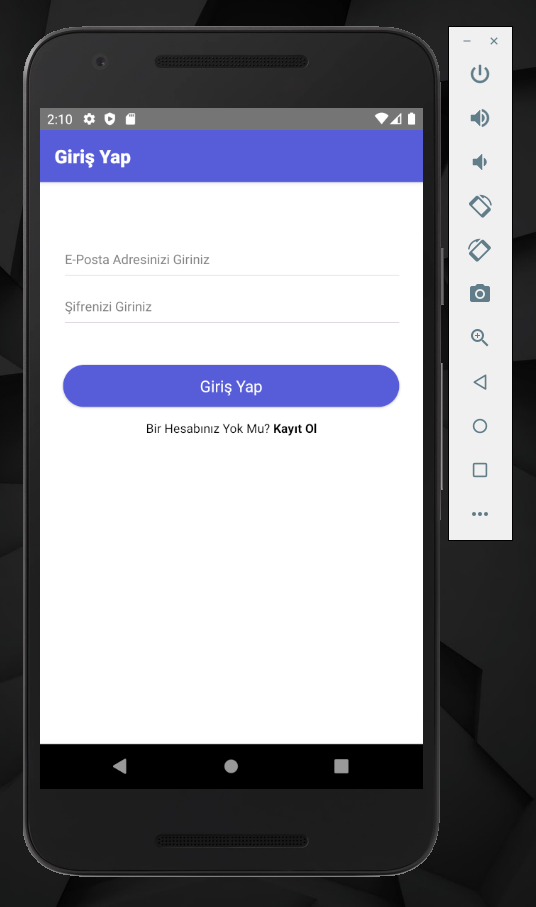 2:10
Giriş Yap
E-Posta Adresinizi Giriniz
Şifrenizi Giriniz
Giriş Yap
Bir Hesabınız Yok Mu? Kayıt Ol